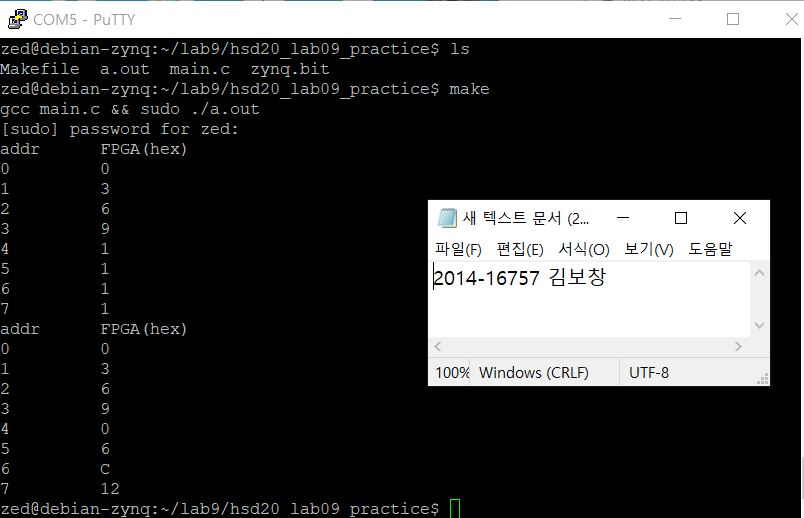 COM5 - PuTTY
zed@debian-zynq:~/lab9/hsd20_lab09_practice$ ls
Makefile  a.out  main.c  zynq.bit
zed@debian-zynq:~/lab9/hsd20_lab09_practice$ make
gcc main.c && sudo ./a.out
[sudo] password for zed:
addr      FPGA(hex)
0         0
1         3
2         6
3         9
4         1
5         1
6         1
7         1
addr      FPGA(hex)
0         0
1         3
2         6
3         9
4         0
5         6
6         C
7         12
zed@debian-zynq:~/lab9/hsd20_lab09_practice$
새 텍스트 문서 (2...
파일(F) 편집(E) 서식(O) 보기(V) 도움말
2014-16757 김보창
100% Windows (CRLF) UTF-8